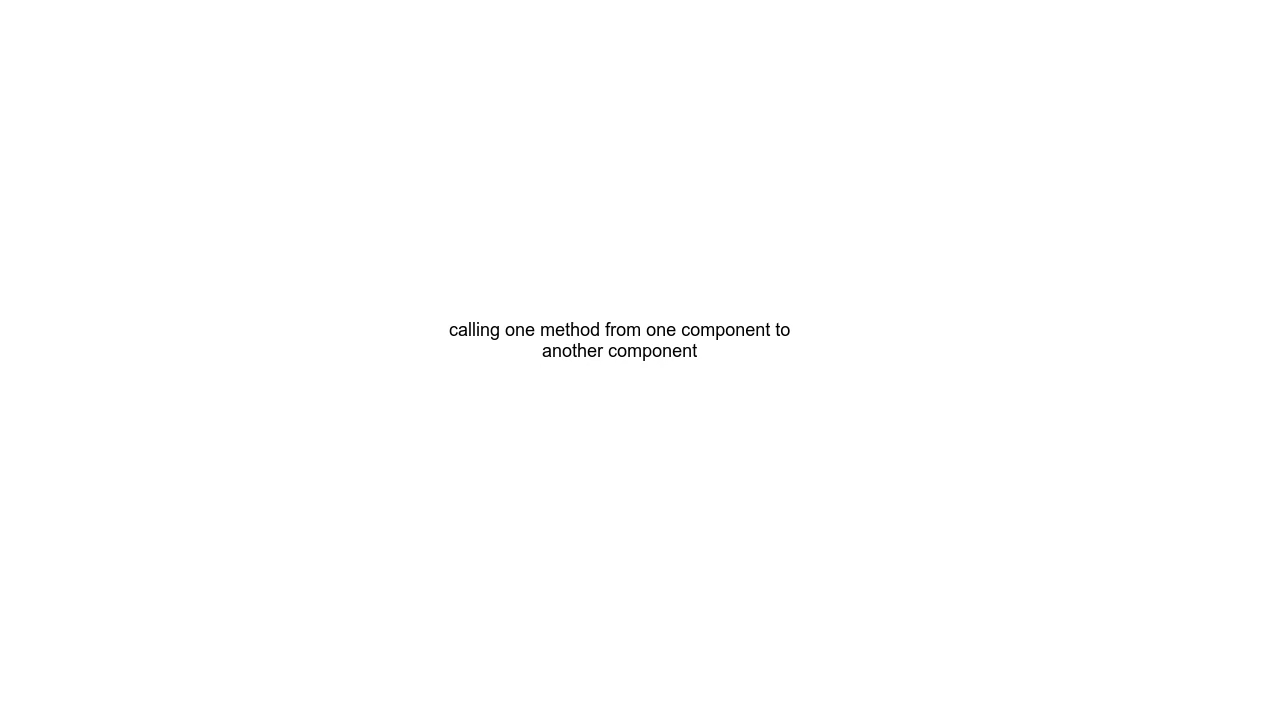 calling one method from one component to
another component